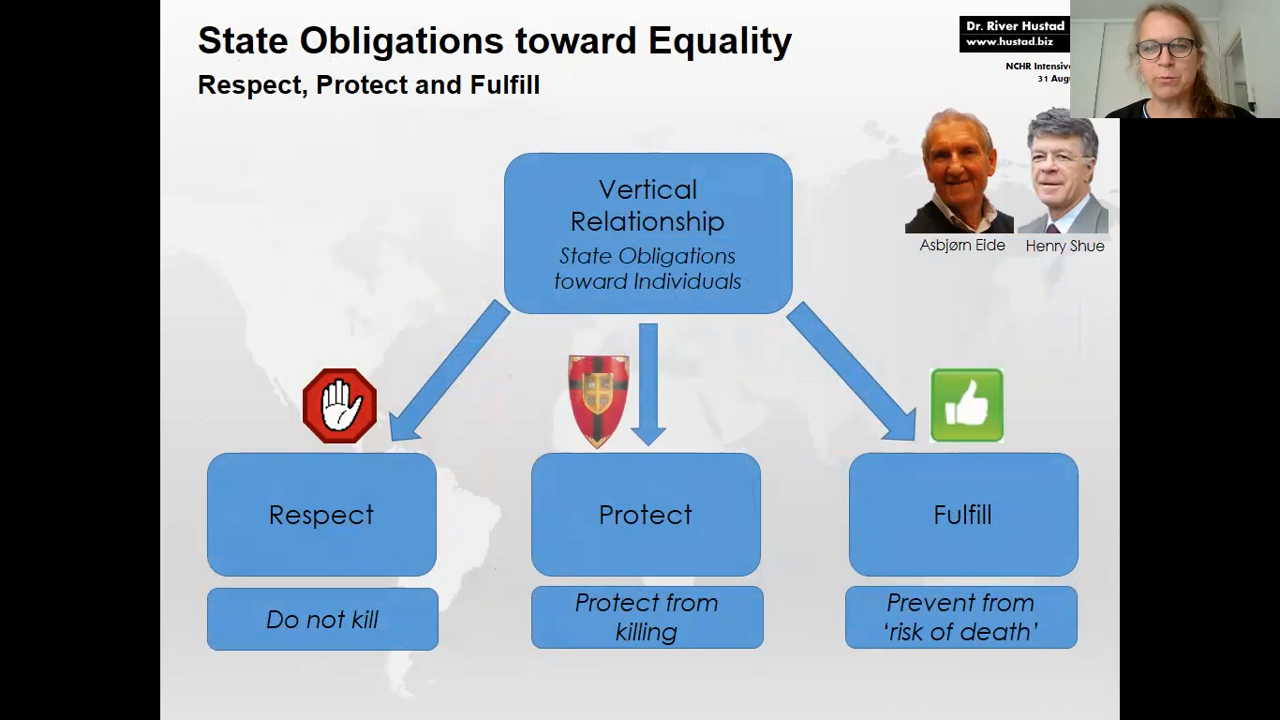 State Obligations toward Equality
Respect, Protect and Fulfill
Dr. River Hustad
www.hustad.biz
NCHR Intensive
31
Asbjørn Eide
Henry Shue
Vertical
Relationship
State Obligations
toward Individuals
Respect
Protect
Fulfill
Do not kill
Protect from
killing
Prevent from
‘risk of death’